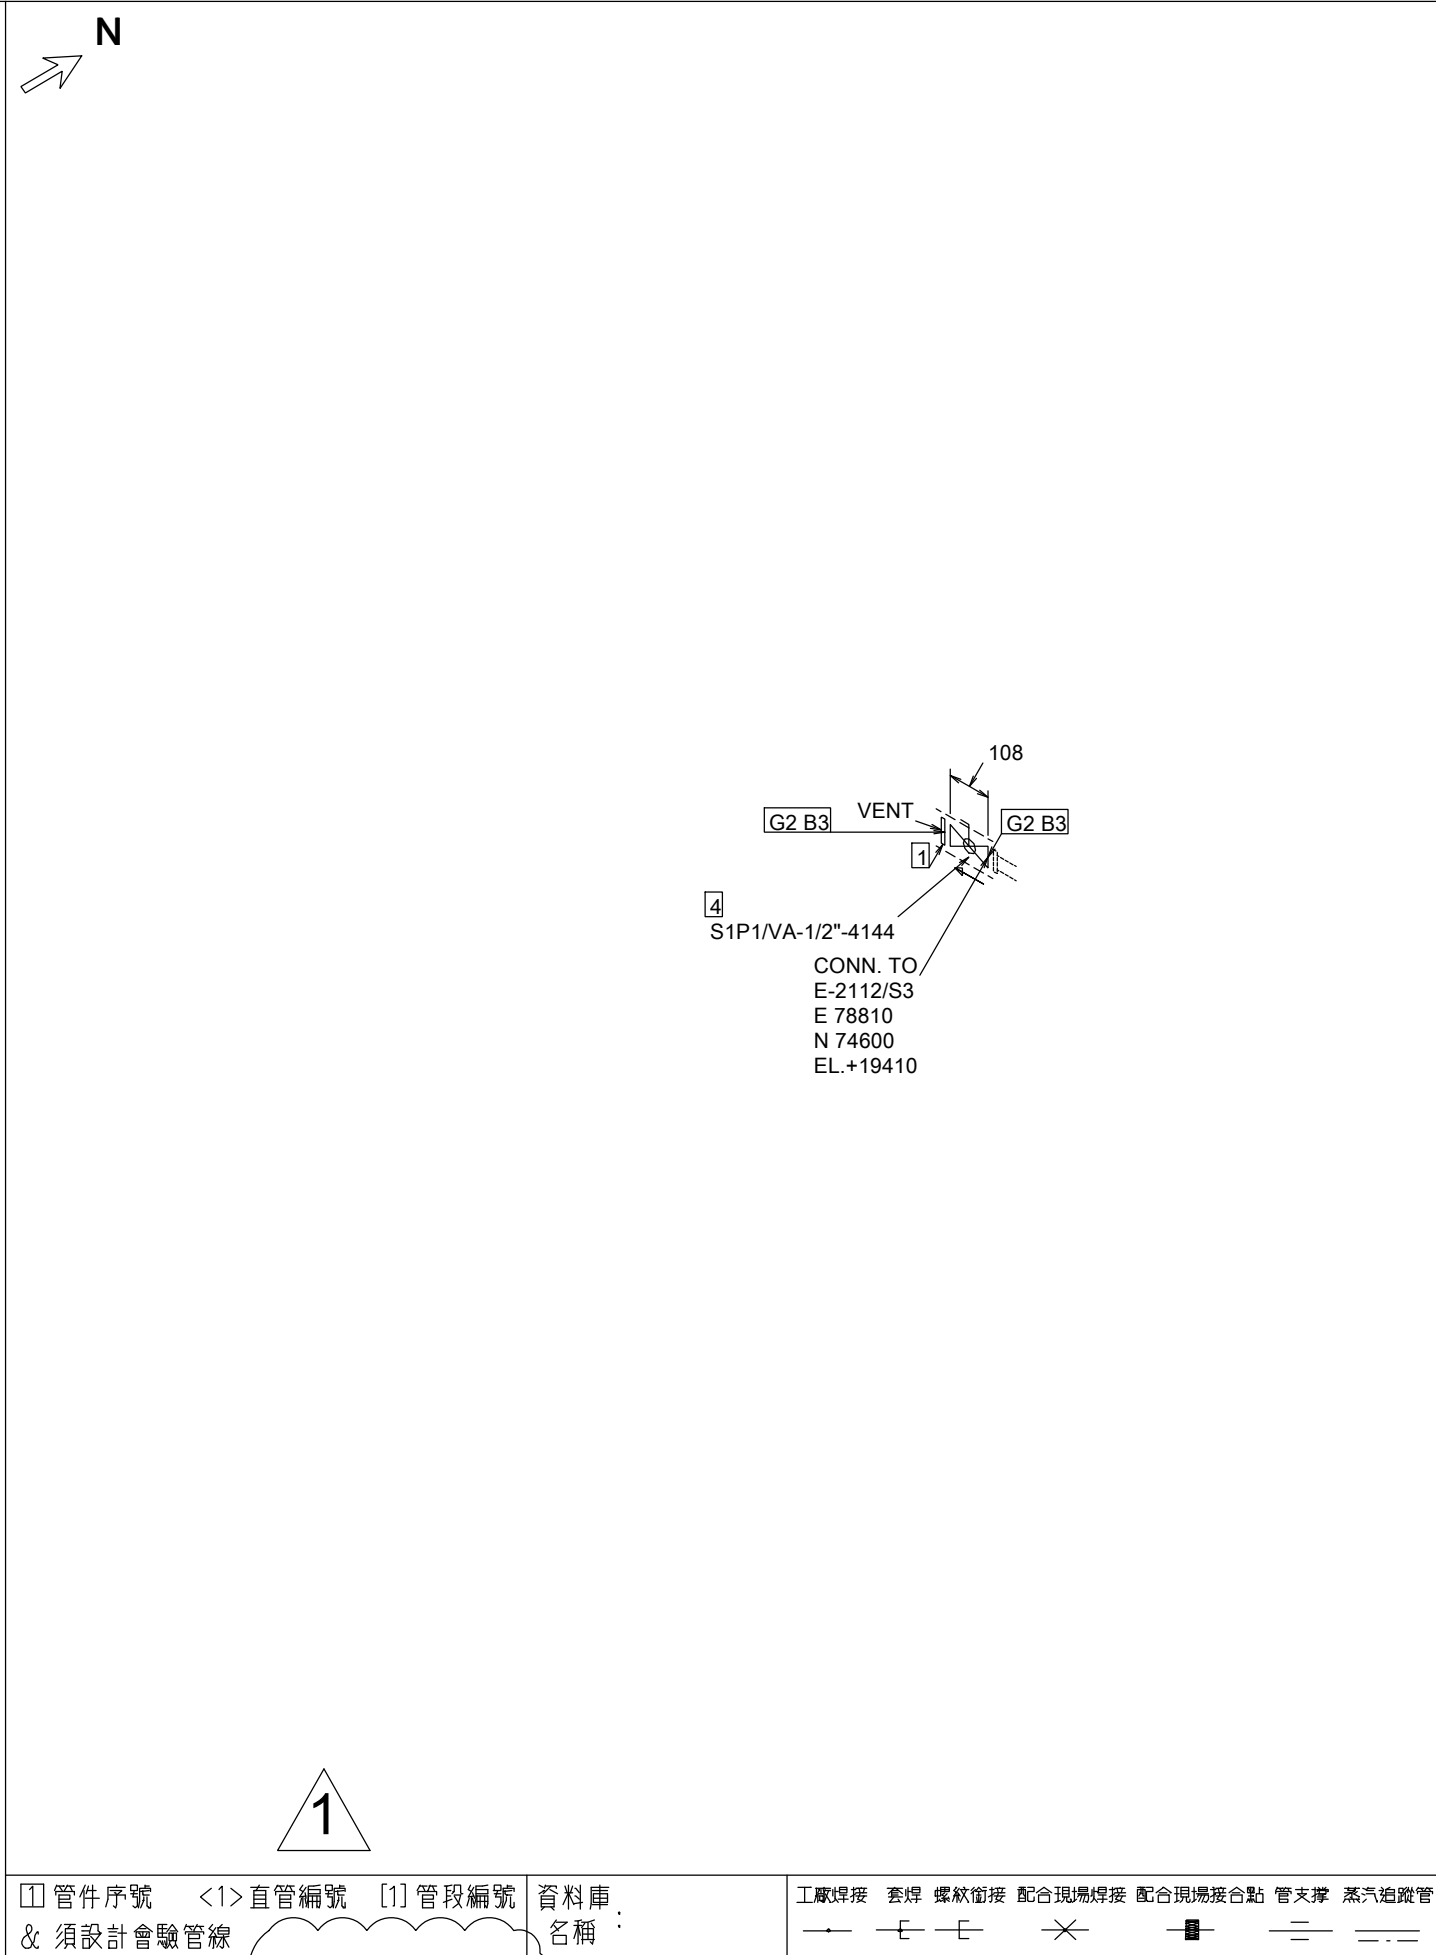 N
108
VENT
G2 B3
G2 B3
1
4
S1P1/VA-1/2"-4144
CONN. TO
E-2112/S3
E 78810
N 74600
EL.+19410
1
1 管件序號 <1>直管編號 [1]管段編號
& 須設計會驗管線
資料庫
名稱 :
工廠焊接 套焊 螺紋銜接 配合現場焊接 配合現場接合點 管支撐 蒸汽追蹤管